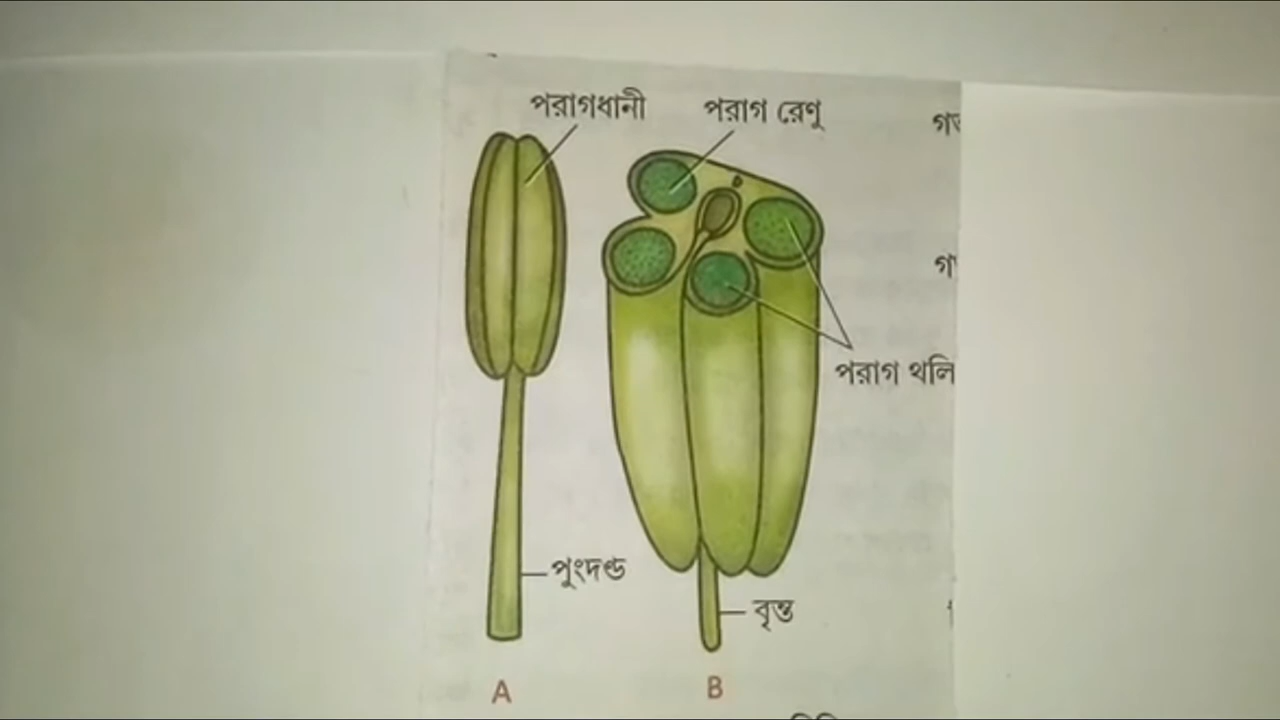 পরাগধানী
পরাগ রেণু
পরাগ থলি
পুংদণ্ড
বৃন্ত
A
B